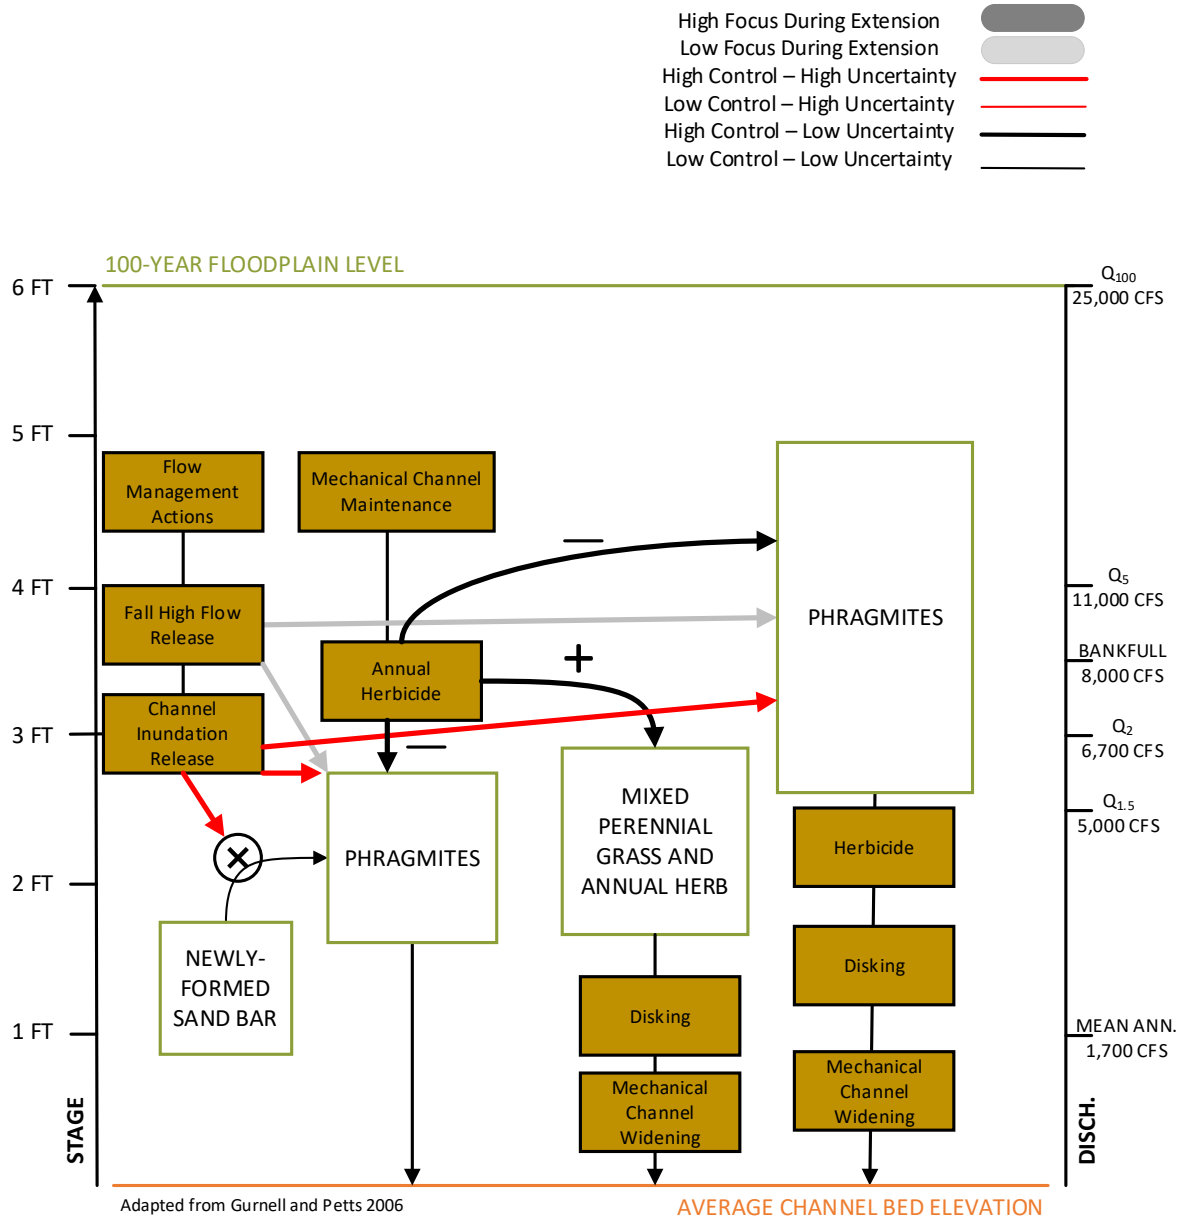 High Focus During Extension
Low Focus During Extension
High Control – High Uncertainty
Low Control – High Uncertainty
High Control – Low Uncertainty
Low Control – Low Uncertainty
100-YEAR FLOODPLAIN LEVEL
6 FT
5 FT
4 FT
3 FT
2 FT
1 FT
STAGE
Q100
25,000 CFS
Q5
11,000 CFS
BANKFULL
8,000 CFS
Q2
6,700 CFS
Q1.5
5,000 CFS
MEAN ANN.
1,700 CFS
DISCH.
Flow
Management
Actions
Mechanical Channel
Maintenance
Fall High Flow
Release
Annual
Herbicide
Channel
Inundation
Release
—
+
—
PHRAGMITES
PHRAGMITES
MIXED
PERENNIAL
GRASS AND
ANNUAL HERB
NEWLY-
FORMED
SAND BAR
Herbicide
Disking
Mechanical
Channel
Widening
Disking
Mechanical
Channel
Widening
Adapted from Gurnell and Petts 2006
AVERAGE CHANNEL BED ELEVATION